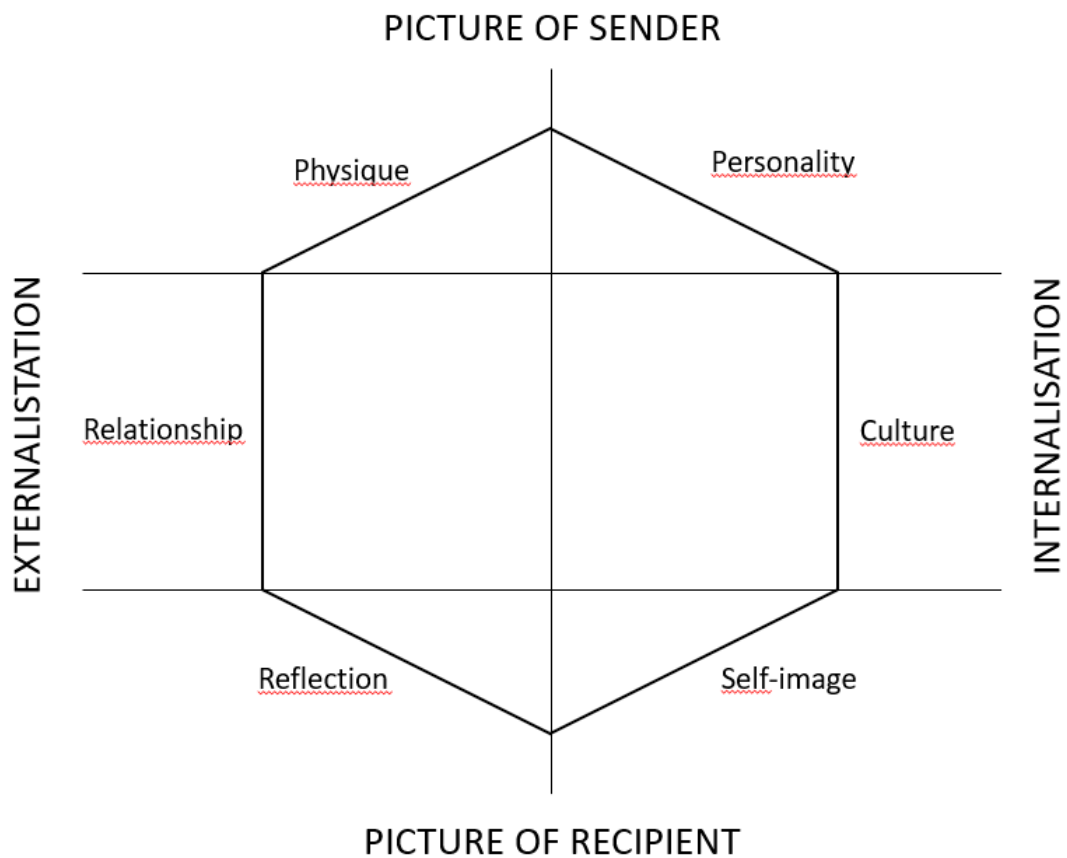 PICTURE OF SENDER
Physique
Personality
EXTERNALISTATION
Relationship
Culture
INTERNALISATION
Reflection
Self-image
PICTURE OF RECIPIENT